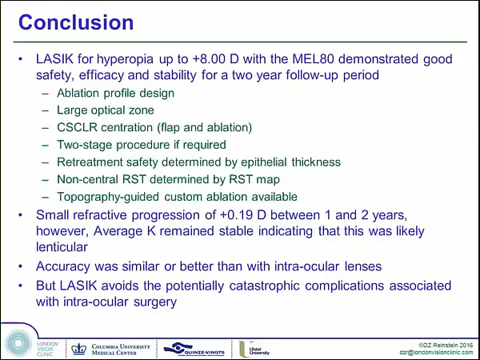 Conclusion
• LASIK for hyperopia up to +8.00 D with the MEL80 demonstrated good
safety, efficacy and stability for a two year follow-up period
– Ablation profile design
– Large optical zone
– CSCLR centration (flap and ablation)
– Two-stage procedure if required
– Retreatment safety determined by epithelial thickness
– Non-central RST determined by RST map
– Topography-guided custom ablation available
• Small refractive progression of +0.19 D between 1 and 2 years,
however, Average K remained stable indicating that this was likely
lenticular
• Accuracy was similar or better than with intra-ocular lenses
• But LASIK avoids the potentially catastrophic complications associated
with intra-ocular surgery
LONDON
VISION
CLINIC
COLUMBIA UNIVERSITY
MEDICAL CENTER
QUINZE-VINGTS
Ulster
University
©DZ Reinstein 2016
dzr@londonvisionclinic.com